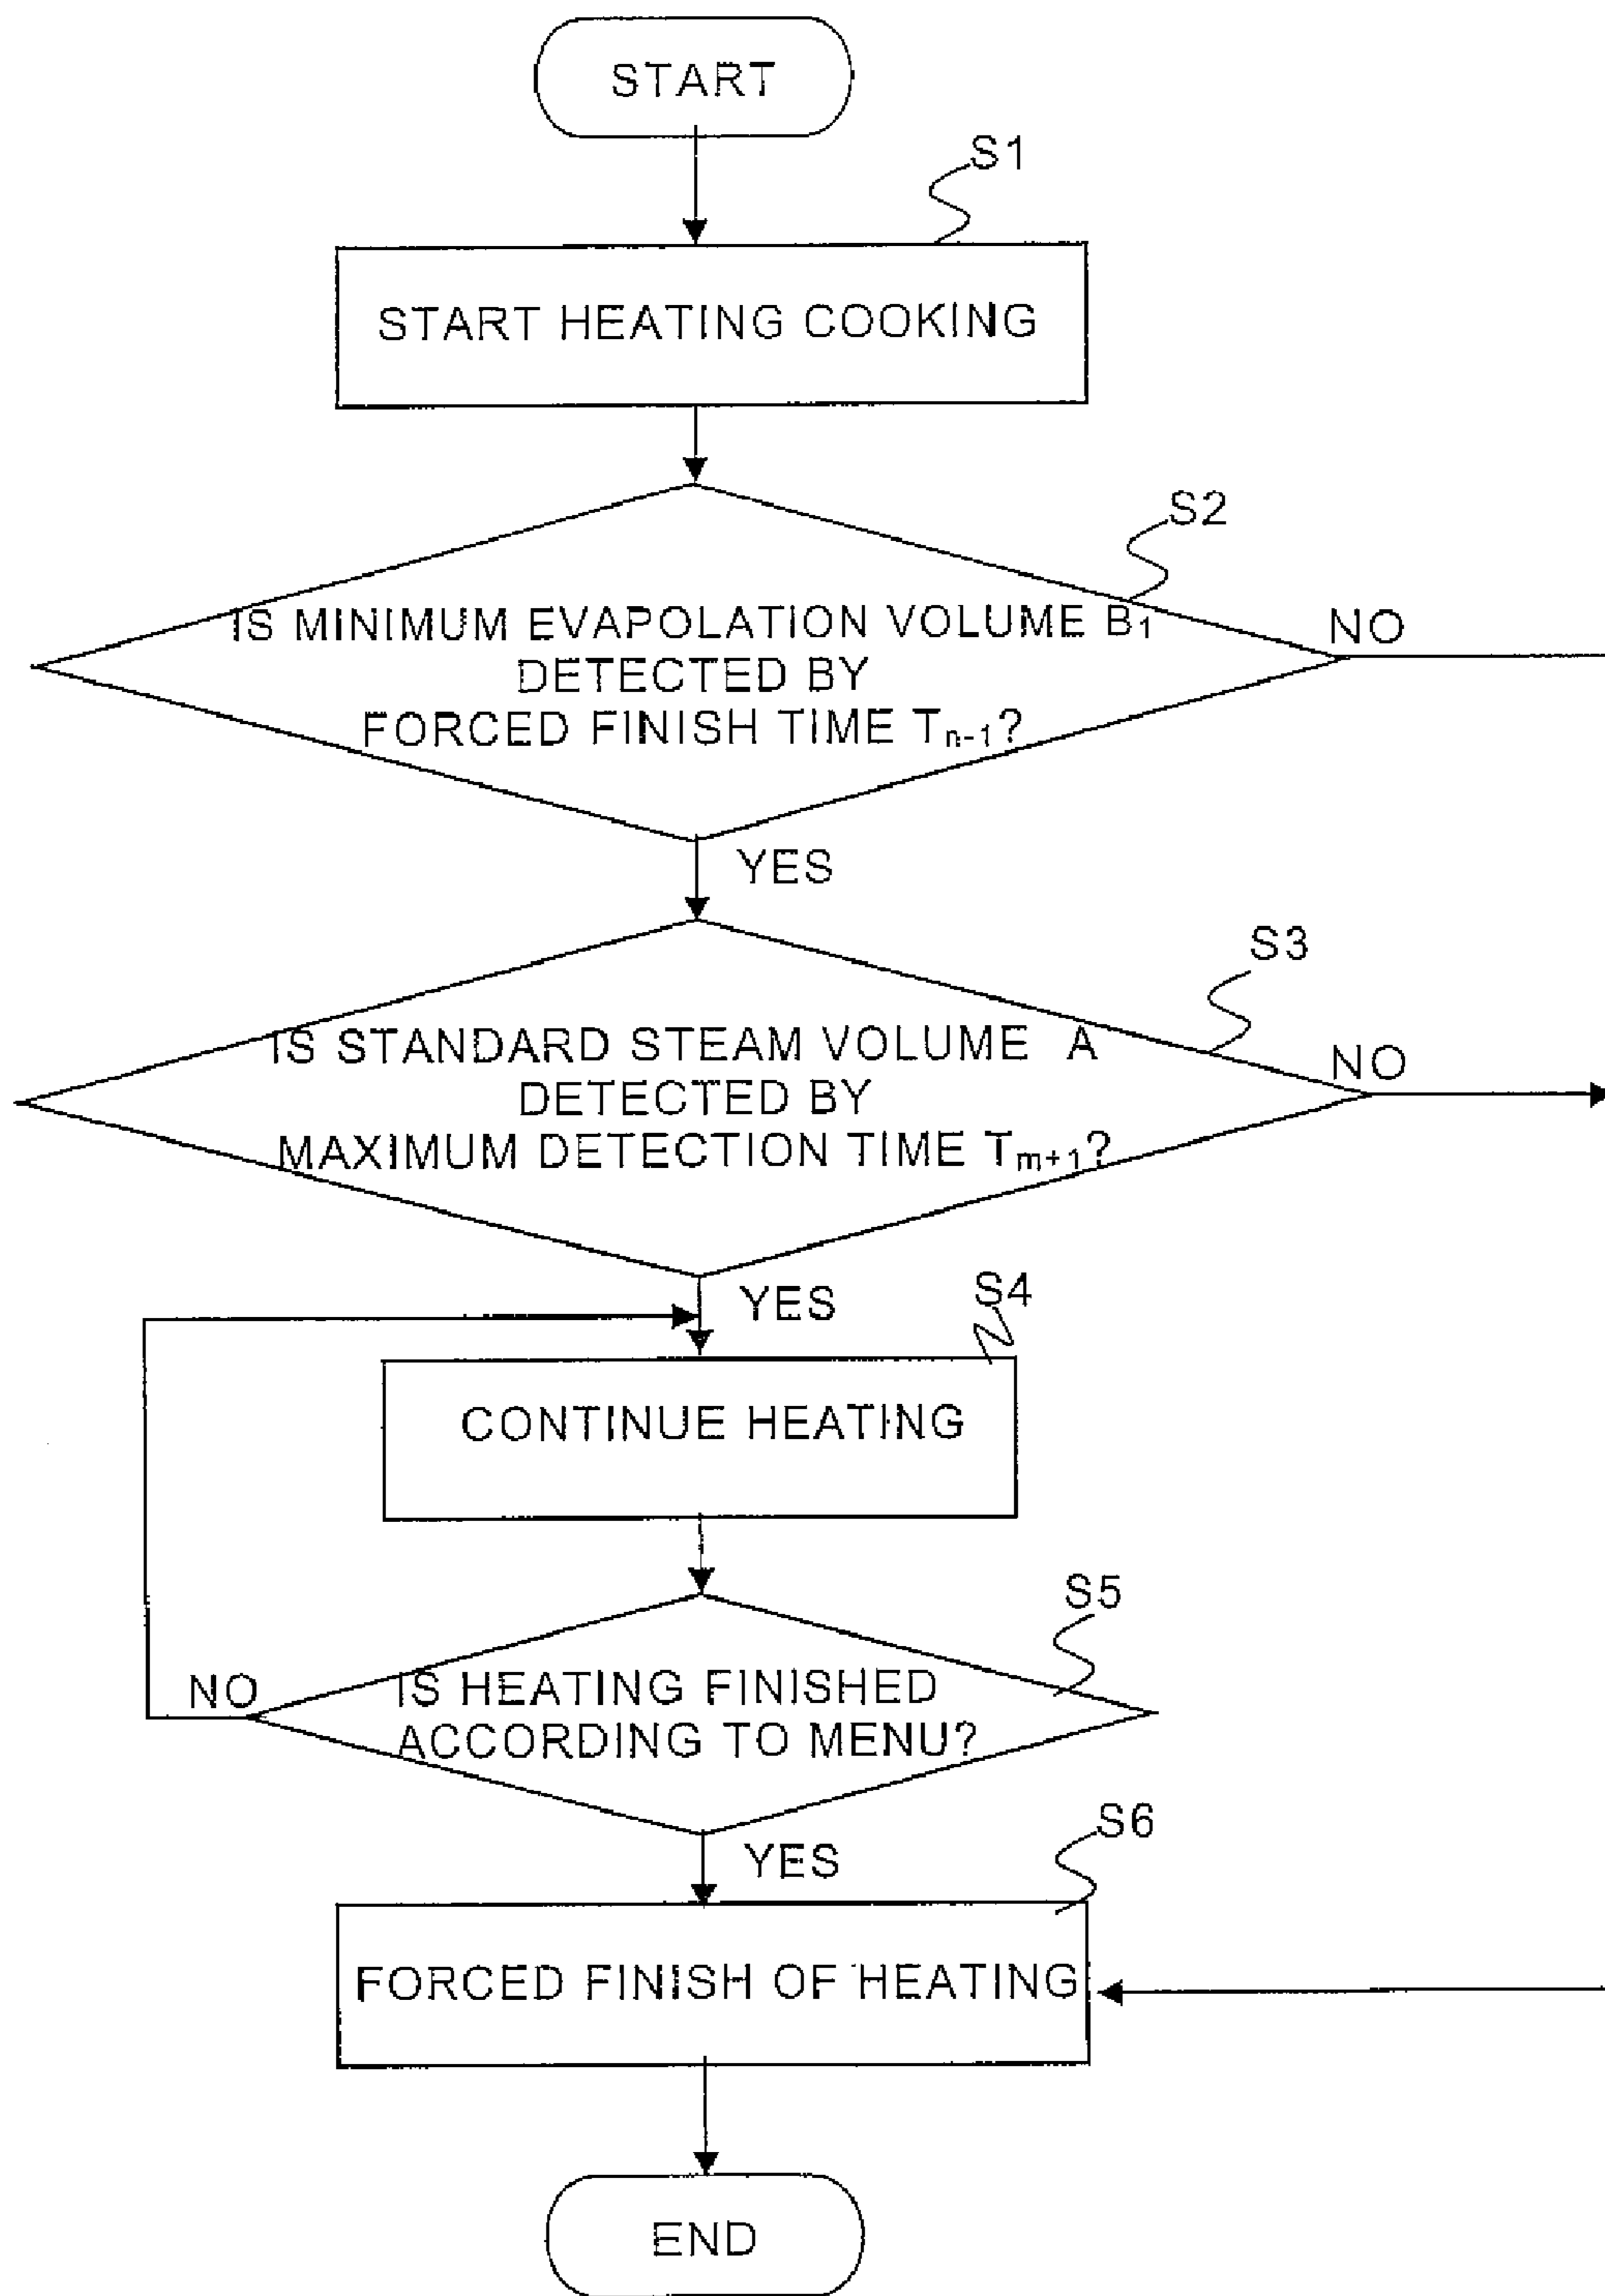 START
S1
START HEATING COOKING
S2
IS MINIMUM EVAPOLATION VOLUME B₁
DETECTED BY
FORCED FINISH TIME Tₙ₋₁?
NO
YES
S3
IS STANDARD STEAM VOLUME A
DETECTED BY
MAXIMUM DETECTION TIME Tₘ₊₁?
NO
YES
S4
CONTINUE HEATING
S5
IS HEATING FINISHED
ACCORDING TO MENU?
NO
YES
S6
FORCED FINISH OF HEATING
END